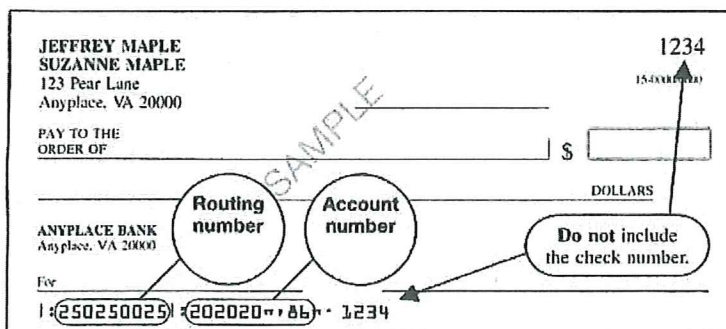 JEFFREY MAPLE
SUZANNE MAPLE
123 Pear Lane
Anyplace, VA 20000
1234
SAMPLE
PAY TO THE
ORDER OF
$
DOLLARS
Routing
number
Account
number
ANYPLACE BANK
Anyplace, VA 20000
Do not include
the check number.
For
|:250250025|:202020"'86"' 1234